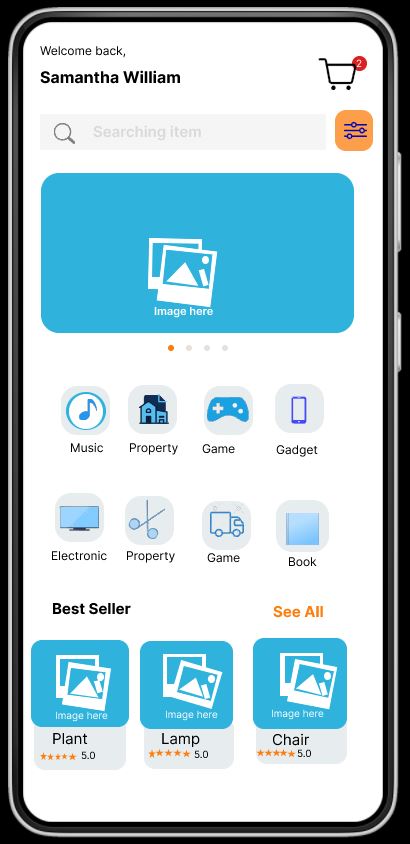 Welcome back,
Samantha William
2
Searching item
Image here
Music Property Game Gadget
Electronic Property Game Book
Best Seller See All
Image here Image here Image here
Plant Lamp Chair
5.0 5.0 5.0